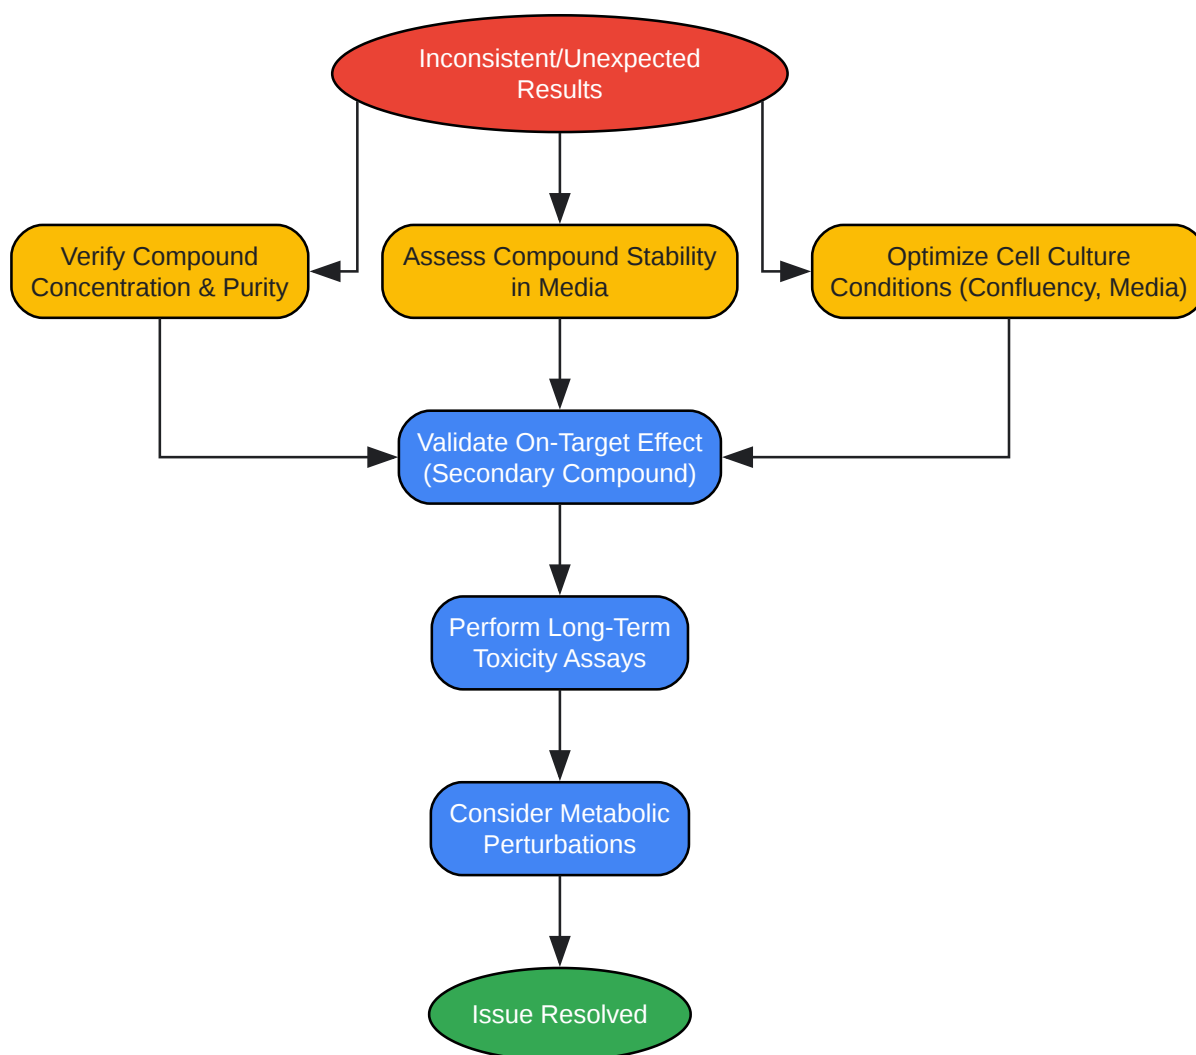 Inconsistent/Unexpected
Results
Verify Compound
Concentration & Purity
Assess Compound Stability
in Media
Optimize Cell Culture
Conditions (Confluency, Media)
Validate On-Target Effect
(Secondary Compound)
Perform Long-Term
Toxicity Assays
Consider Metabolic
Perturbations
Issue Resolved